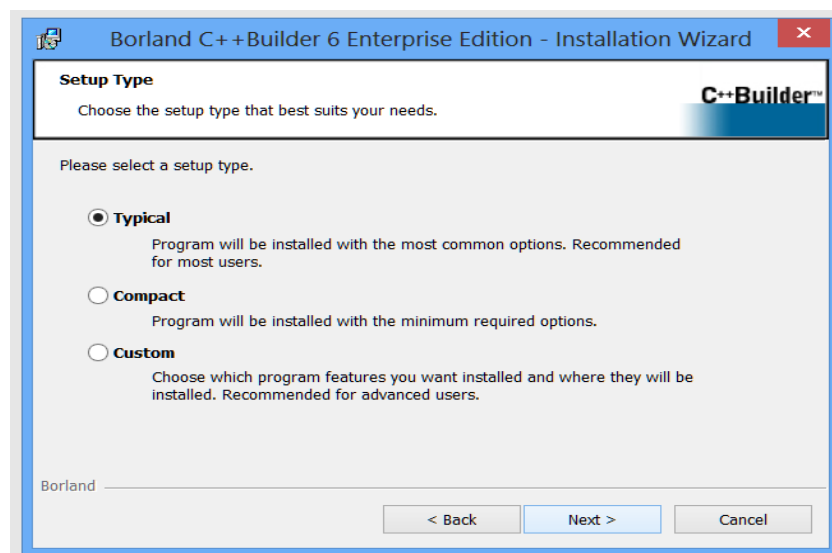 Borland C++Builder 6 Enterprise Edition - Installation Wizard
Setup Type
Choose the setup type that best suits your needs.
C++Builder™
Please select a setup type.
Typical
Program will be installed with the most common options. Recommended
for most users.
Compact
Program will be installed with the minimum required options.
Custom
Choose which program features you want installed and where they will be
installed. Recommended for advanced users.
Borland
< Back
Next >
Cancel